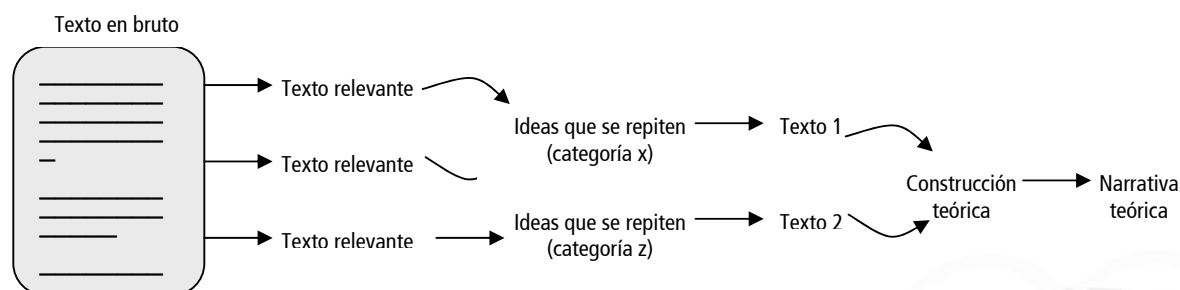 Texto en bruto
Texto relevante
Ideas que se repiten
(categoría x)
Texto 1
Texto relevante
Construcción
teórica
Narrativa
teórica
Texto relevante
Ideas que se repiten
(categoría z)
Texto 2